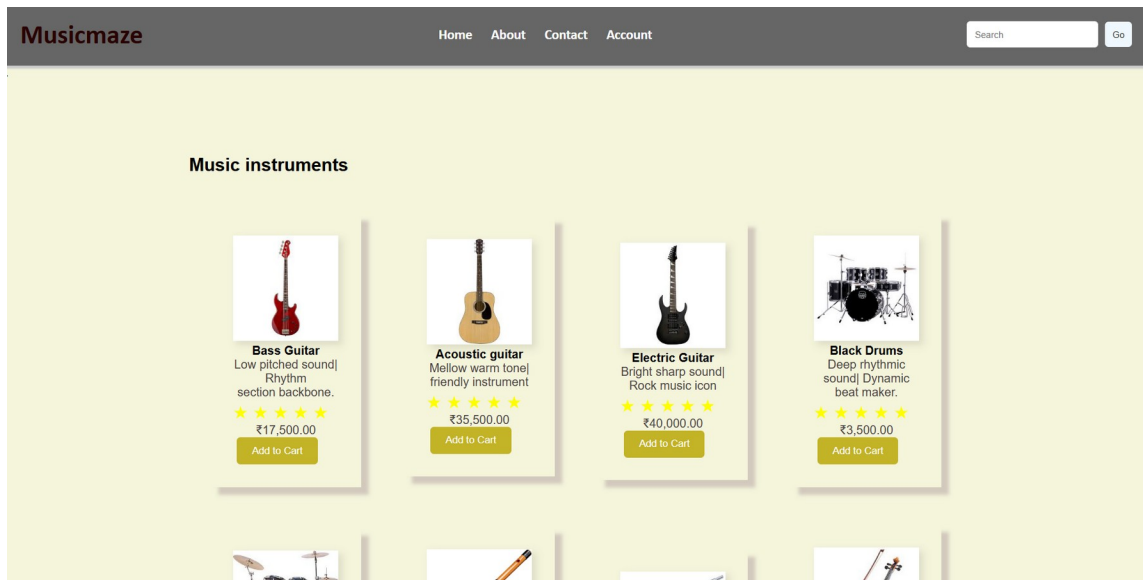 Musicmaze
Home About Contact Account
Search
Go
Music instruments
Bass Guitar
Low pitched sound|
Rhythm
section backbone.
₹17,500.00
Add to Cart
Acoustic guitar
Mellow warm tone|
friendly instrument
₹35,500.00
Add to Cart
Electric Guitar
Bright sharp sound|
Rock music icon
₹40,000.00
Add to Cart
Black Drums
Deep rhythmic
sound| Dynamic
beat maker.
₹3,500.00
Add to Cart